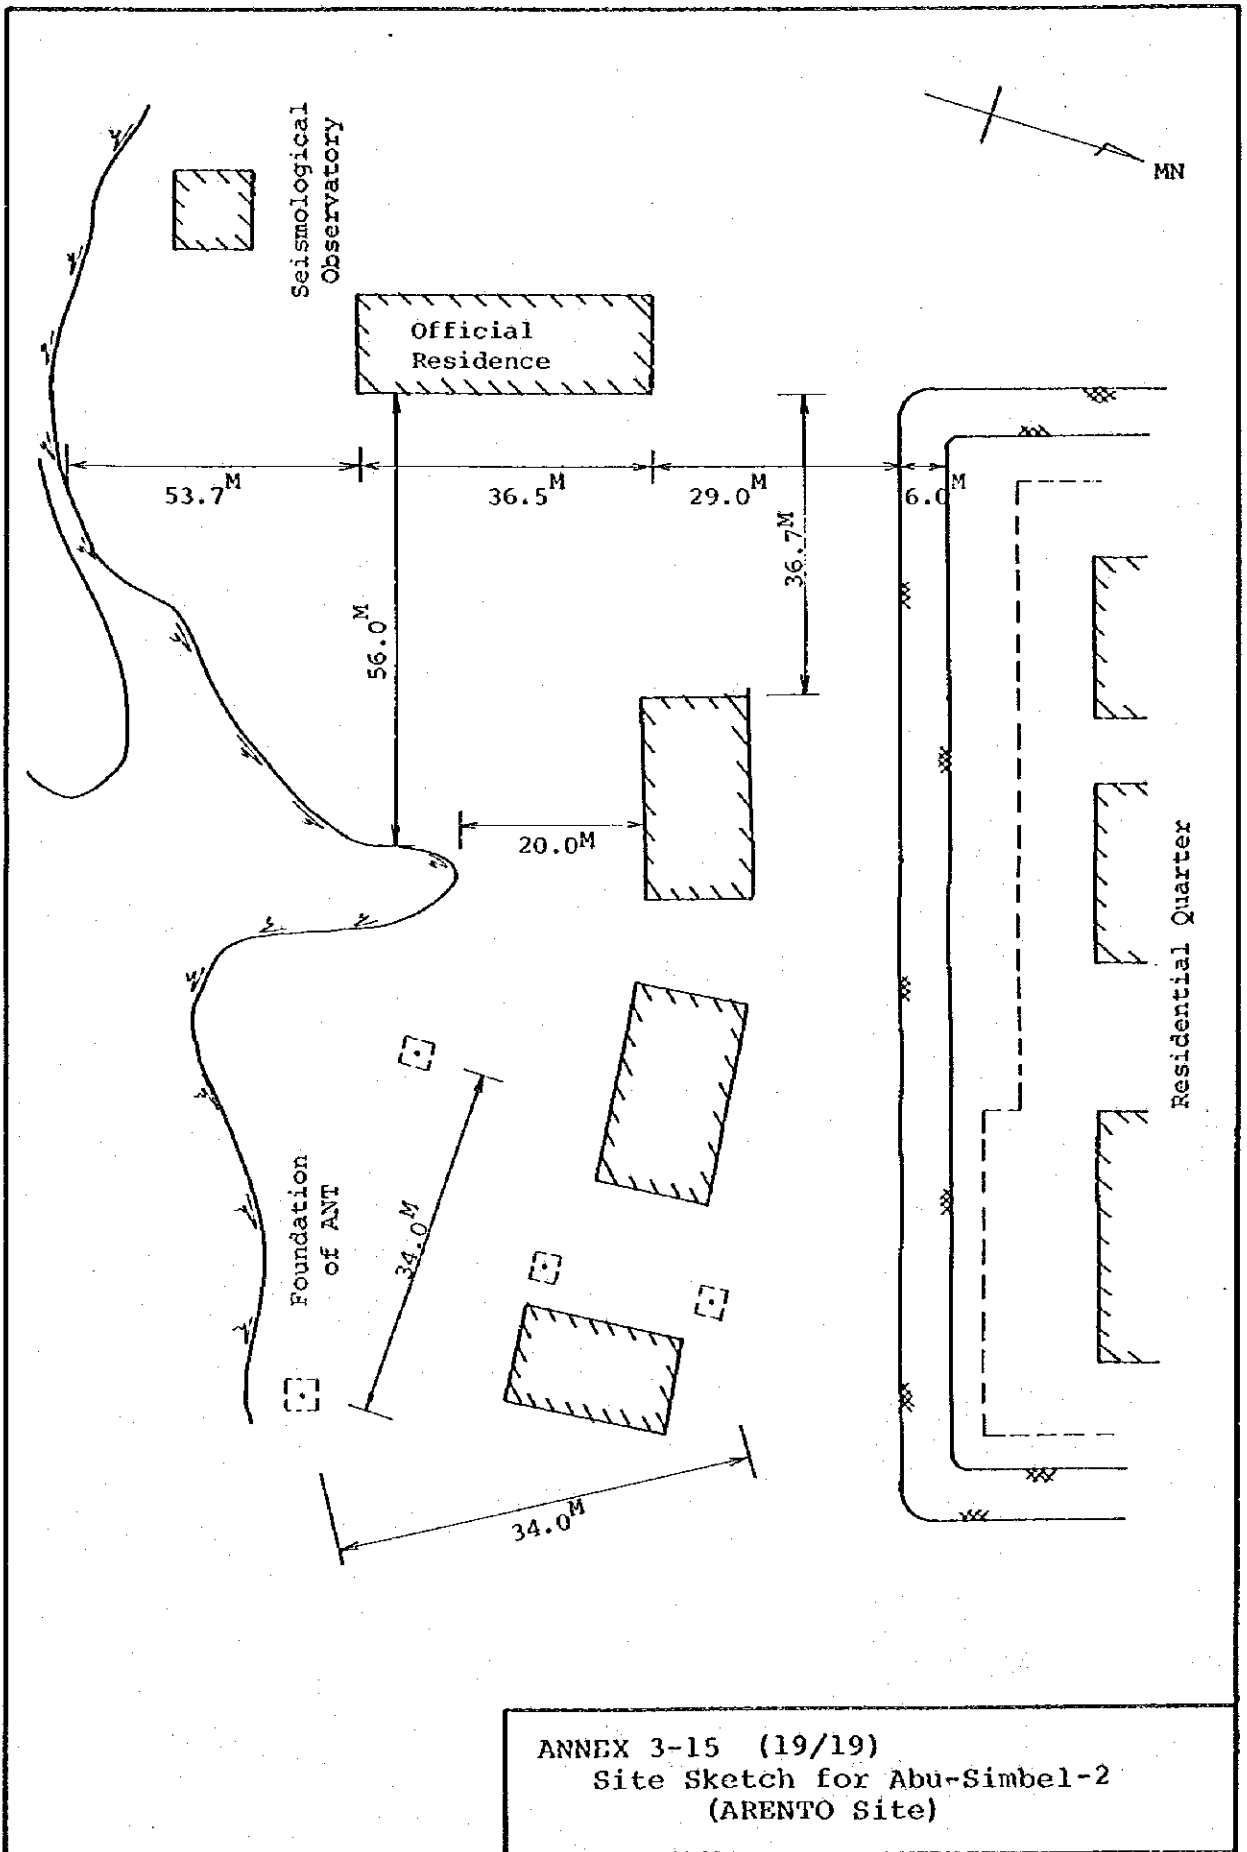 Seismological
Observatory
MN
Official
Residence
53.7M
36.5M
29.0M
6.0M
36.7M
56.0M
20.0M
Residential Quarter
Foundation
of ANT
34.0M
34.0M
ANNEX 3-15 (19/19)
Site Sketch for Abu-Simbel-2
(ARENTO Site)